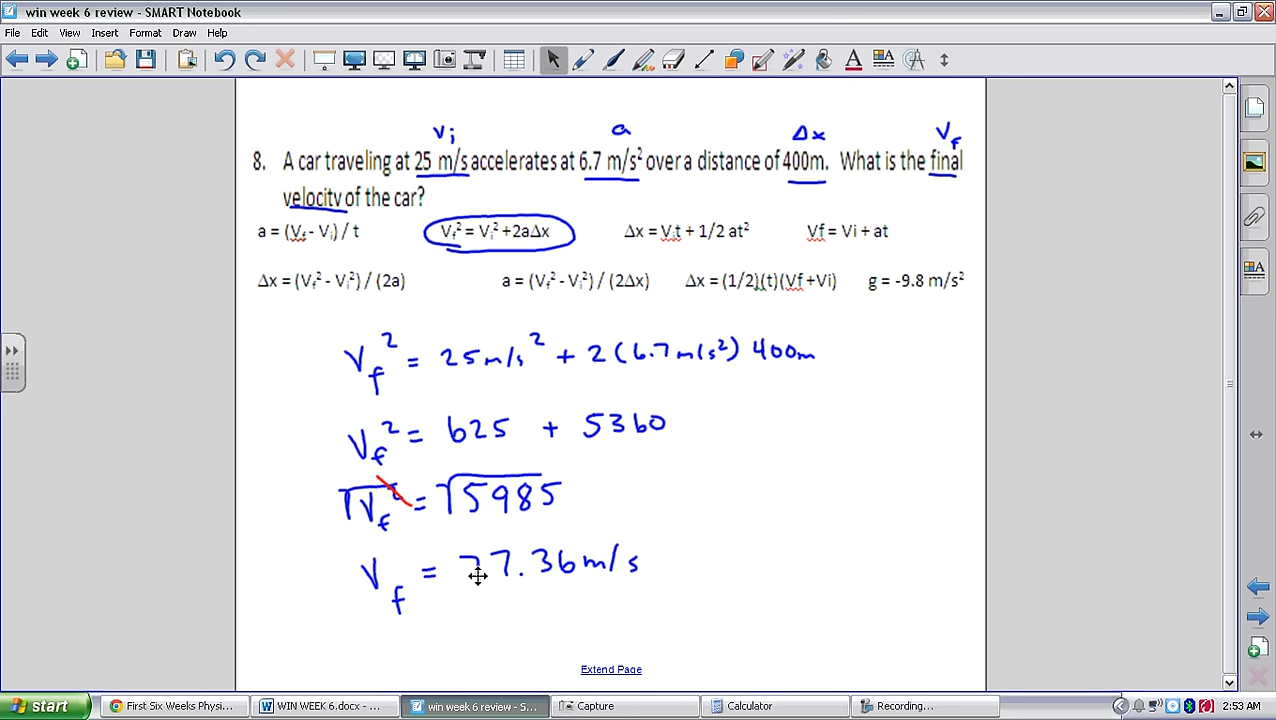 win week 6 review - SMART Notebook
File Edit View Insert Format Draw Help
Vi a Δx Vf
8. A car traveling at 25 m/s accelerates at 6.7 m/s² over a distance of 400m. What is the final
velocity of the car?
a = (Vf - Vi) / t Vf² = Vi² +2aΔx Δx = Vit + 1/2 at² Vf = Vi + at
Δx = (Vf² - Vi²) / (2a) a = (Vf² - Vi²) / (2Δx) Δx = (1/2)(t)(Vf +Vi) g = -9.8 m/s²
Vf² = 25m/s² + 2(6.7m/s²) 400m
Vf² = 625 + 5360
√Vf² = √5985
Vf = 77.36m/s
Extend Page
start First Six Weeks Physi... WIN WEEK 6.docx - ... win week 6 review - S... Capture Calculator Recording... 2:53 AM